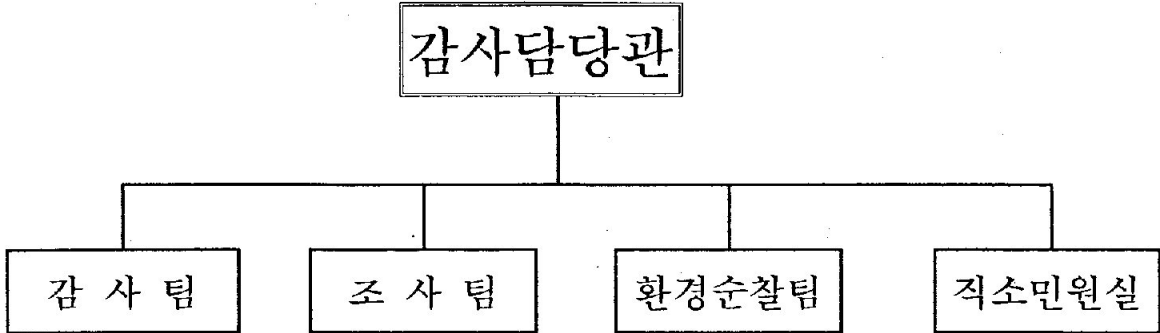 감사담당관
감 사 팀
조 사 팀
환경순찰팀
직소민원실